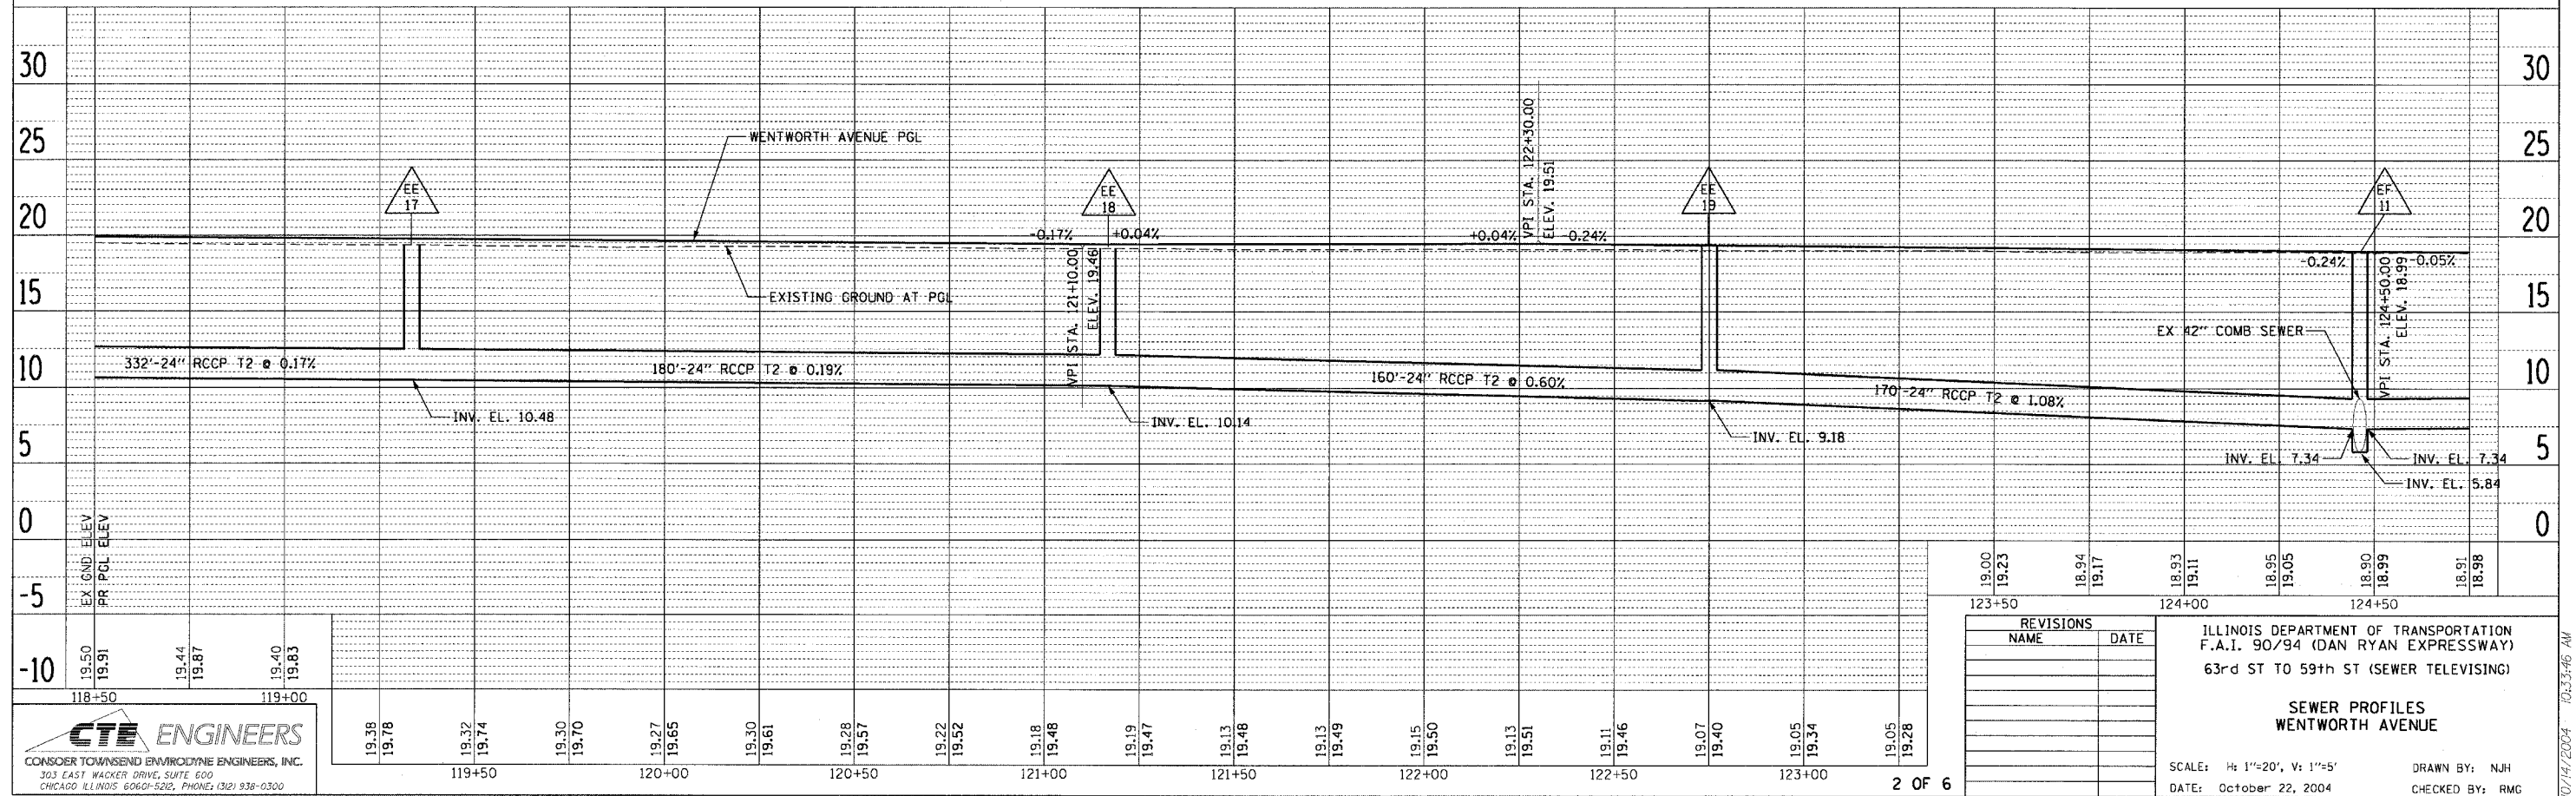 30
30
25
25
20
20
15
15
10
10
5
5
0
0
-5
-10
WENTWORTH AVENUE PGL
EXISTING GROUND AT PGL
EE
17
EE
18
EE
19
EF
11
-0.17%
+0.04%
VPI STA. 121+10.00
ELEV. 19.46
+0.04%
-0.24%
VPI STA. 122+30.00
ELEV. 19.51
-0.24%
-0.05%
VPI STA. 124+50.00
ELEV. 18.99
EX 42" COMB SEWER
332'-24" RCCP T2 @ 0.17%
180'-24" RCCP T2 @ 0.19%
160'-24" RCCP T2 @ 0.60%
170'-24" RCCP T2 @ 1.08%
INV. EL. 10.48
INV. EL. 10.14
INV. EL. 9.18
INV. EL. 7.34
INV. EL. 7.34
INV. EL. 5.84
EX GND ELEV
PR PGL ELEV
19.50
19.91
19.44
19.87
19.40
19.83
118+50
119+00
19.38
19.78
19.32
19.74
19.30
19.70
19.27
19.65
19.30
19.61
19.28
19.57
19.22
19.52
19.18
19.48
19.19
19.47
19.13
19.48
19.13
19.49
19.15
19.50
19.13
19.51
19.11
19.46
19.07
19.40
19.05
19.34
19.05
19.28
119+50
120+00
120+50
121+00
121+50
122+00
122+50
123+00
19.00
19.23
18.94
19.17
18.93
19.11
18.95
19.05
18.90
18.99
18.91
18.98
123+50
124+00
124+50
CTE ENGINEERS
CONSOER TOWNSEND ENVIRODYNE ENGINEERS, INC.
303 EAST WACKER DRIVE, SUITE 600
CHICAGO ILLINOIS 60601-5212, PHONE: (312) 938-0300
2 OF 6
REVISIONS
NAME DATE
ILLINOIS DEPARTMENT OF TRANSPORTATION
F.A.I. 90/94 (DAN RYAN EXPRESSWAY)
63rd ST TO 59th ST (SEWER TELEVISING)
SEWER PROFILES
WENTWORTH AVENUE
SCALE: H: 1"=20', V: 1"=5'
DRAWN BY: NJH
DATE: October 22, 2004
CHECKED BY: RMG
10/14/2004 10:33:46 AM